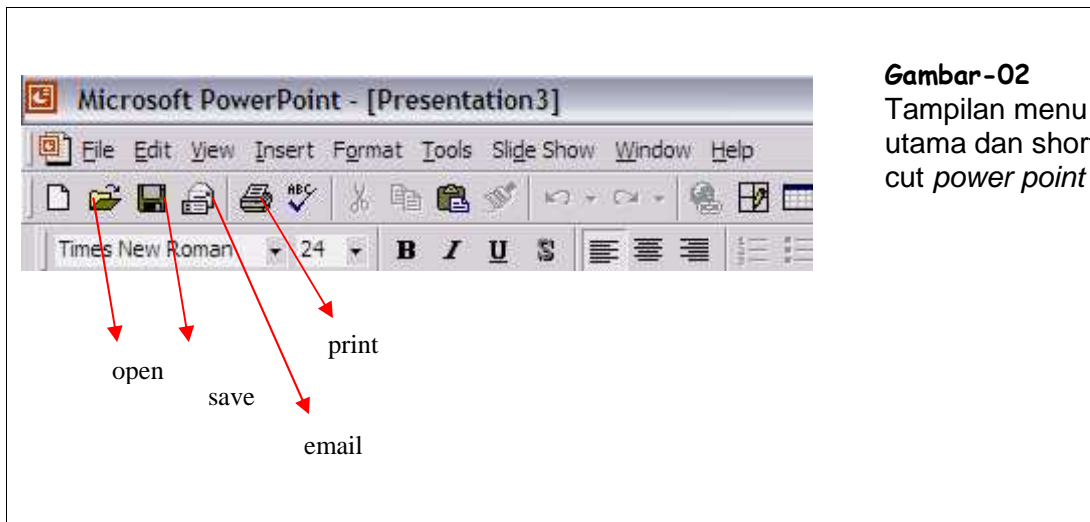 Microsoft PowerPoint - [Presentation3]
File Edit View Insert Format Tools Slide Show Window Help
ABC
Times New Roman 24 B I U S
print
open
save
email
Gambar-02
Tampilan menu
utama dan shor
cut power point